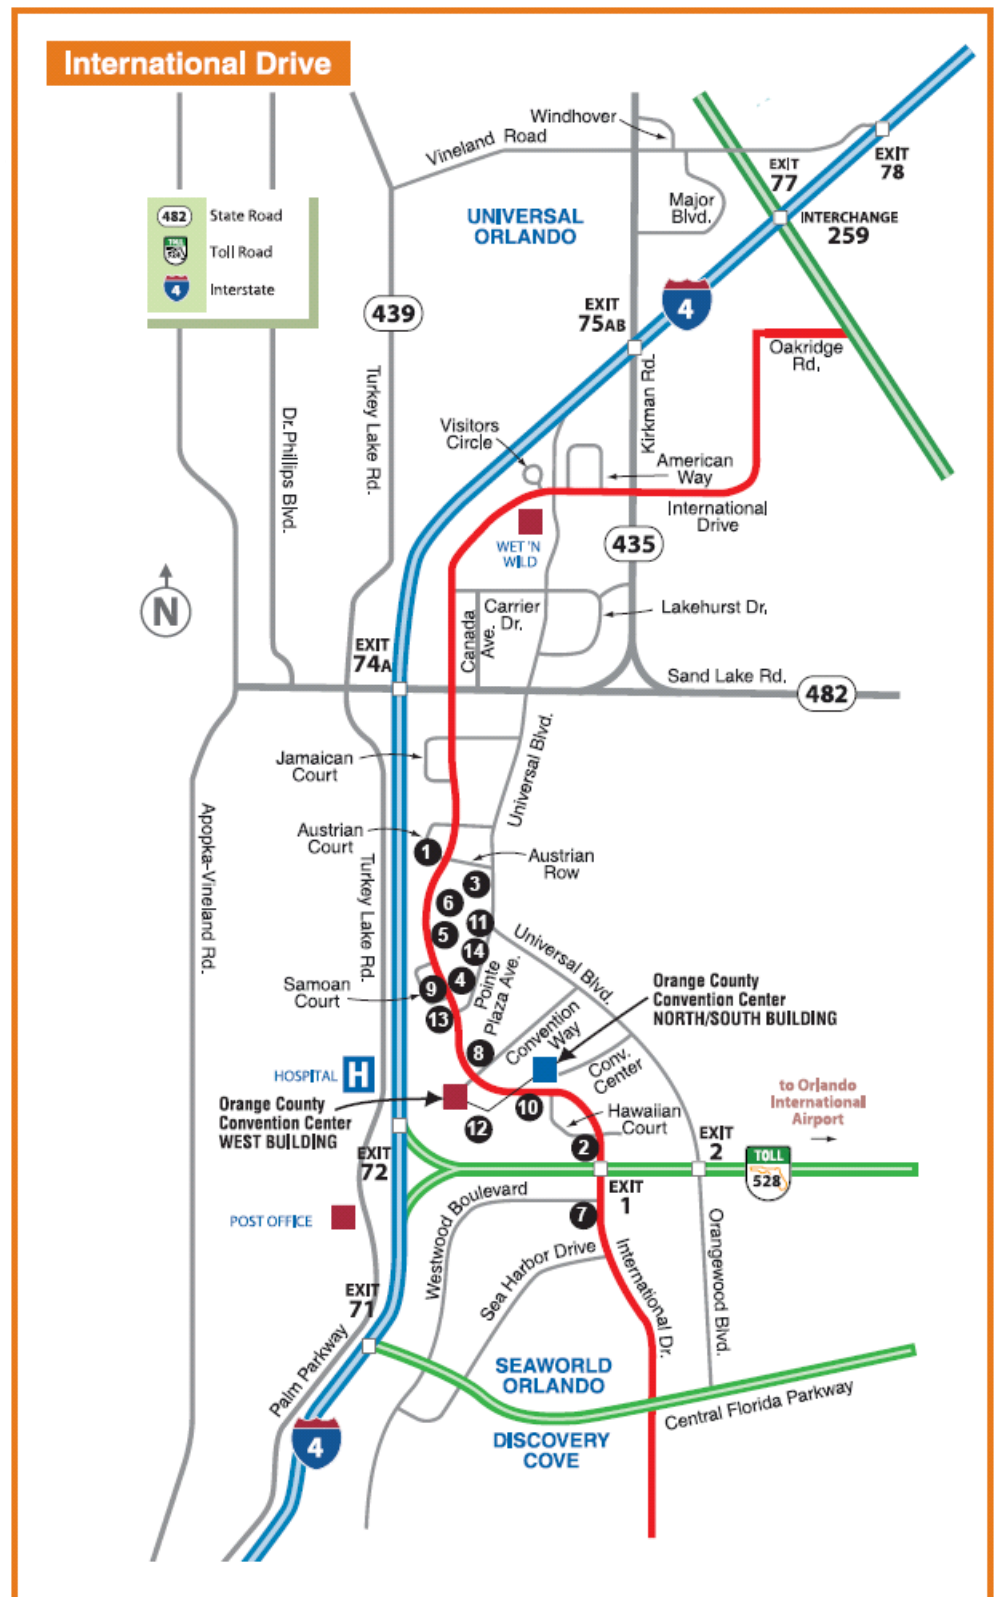 International Drive
Windhover
Vineland Road
EXIT
78
EXIT
77
Major
Blvd.
UNIVERSAL
ORLANDO
INTERCHANGE
259
482
State Road
TOLL
Toll Road
4
Interstate
4
EXIT
75AB
439
Oakridge
Rd.
Kirkman Rd.
Turkey Lake Rd.
Dr.Phillips Blvd.
Visitors
Circle
American
Way
International
Drive
WET 'N
WILD
435
N
Canada
Ave.
Carrier
Dr.
Lakehurst Dr.
EXIT
74A
Sand Lake Rd.
482
Jamaican
Court
Universal Blvd.
Apopka-Vineland Rd.
Austrian
Court
1
Austrian
Row
Turkey Lake Rd.
3
6
11
5
14
Universal Blvd.
Samoan
Court
9
4
Pointe
Plaza Ave.
13
Orange County
Convention Center
NORTH/SOUTH BUILDING
8
Convention
Way
Conv.
Center
HOSPITAL
H
Orange County
Convention Center
WEST BUILDING
10
12
Hawaiian
Court
to Orlando
International
Airport
2
EXIT
2
EXIT
72
TOLL
528
EXIT
1
POST OFFICE
Westwood Boulevard
7
Sea Harbor Drive
International Dr.
Orangewood Blvd.
EXIT
71
Palm Parkway
SEAWORLD
ORLANDO
Central Florida Parkway
4
DISCOVERY
COVE